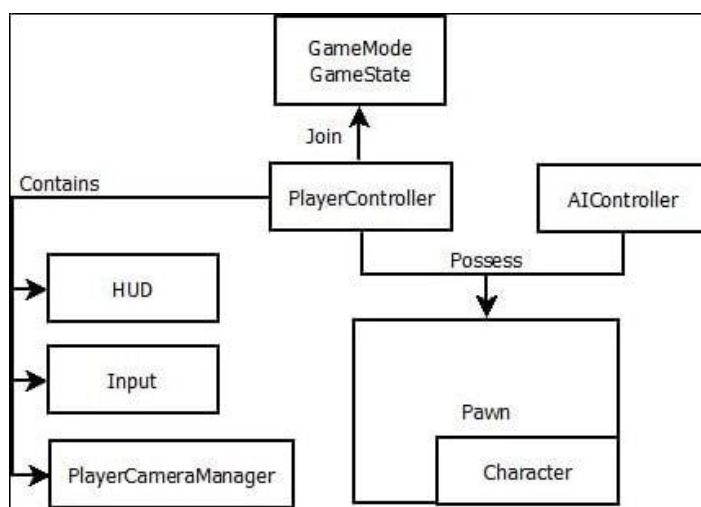 GameMode
GameState
Join
Contains
PlayerController
AIController
Possess
HUD
Input
Pawn
PlayerCameraManager
Character